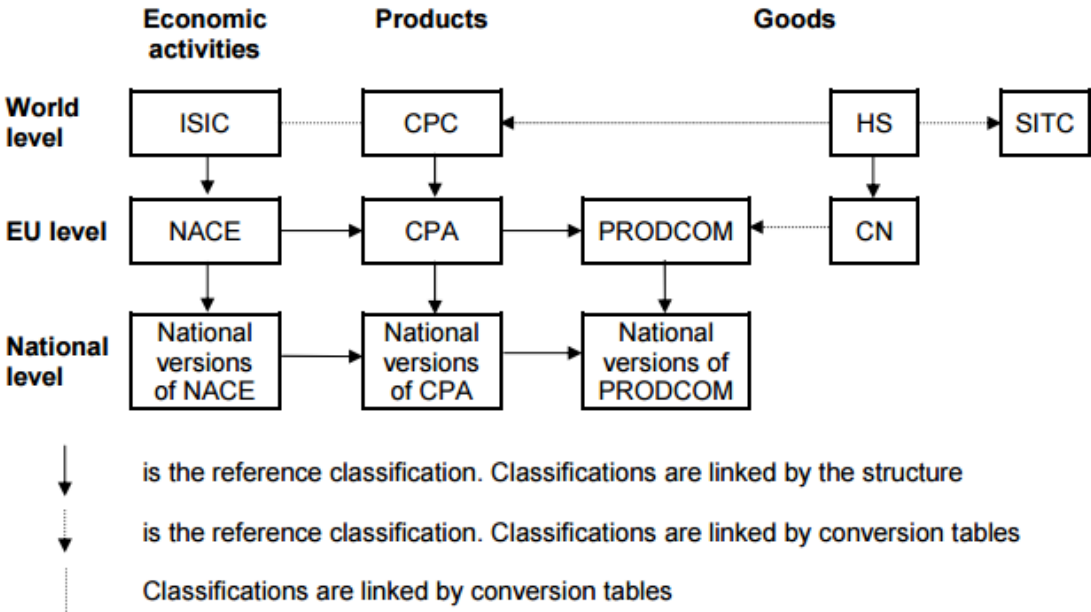 Economic
activities
Products
Goods
World
level
ISIC
CPC
HS
SITC
EU level
NACE
CPA
PRODCOM
CN
National
level
National
versions
of NACE
National
versions
of CPA
National
versions of
PRODCOM
is the reference classification. Classifications are linked by the structure
is the reference classification. Classifications are linked by conversion tables
Classifications are linked by conversion tables